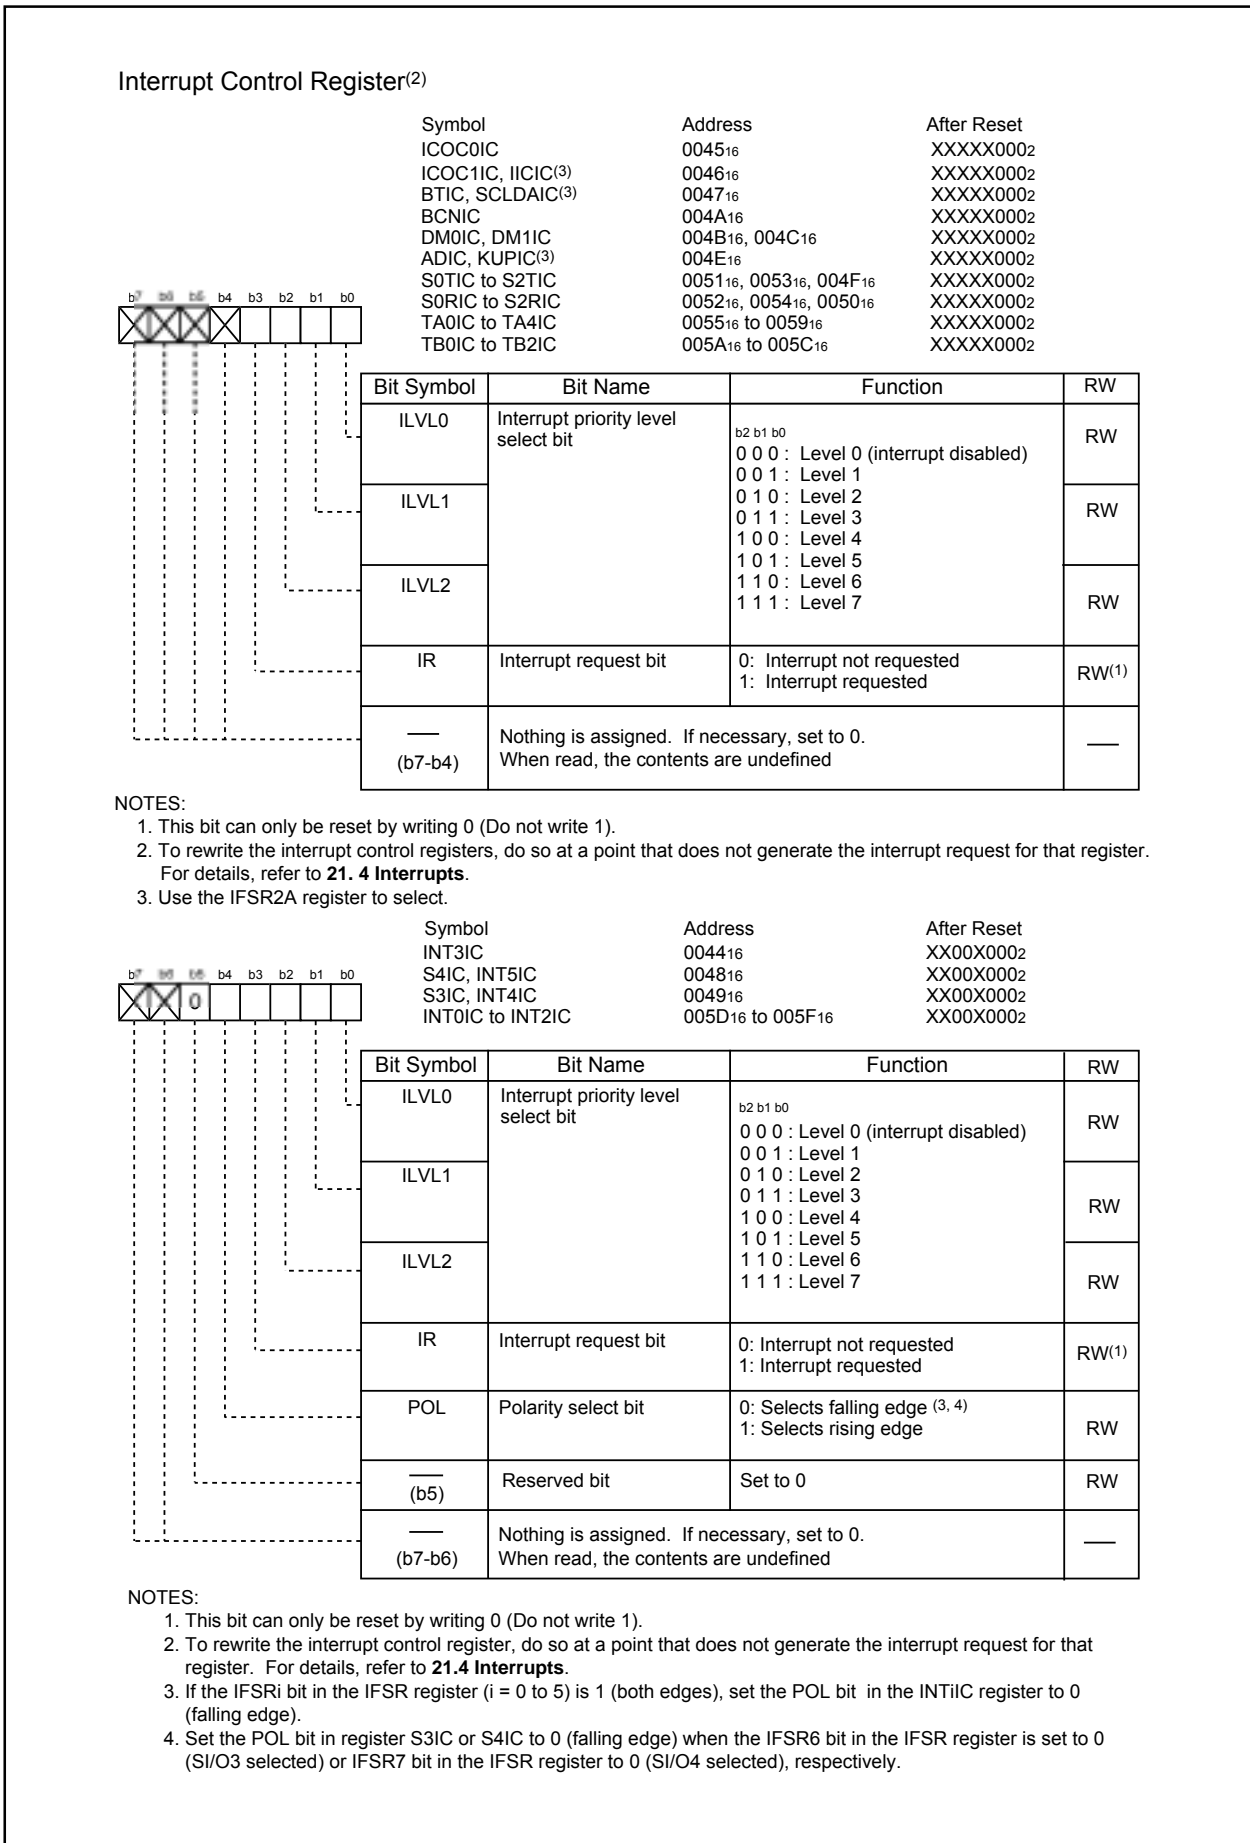 Interrupt Control Register(2)
Symbol Address After Reset
ICOC0IC 004516 XXXXX0002
ICOC1IC, IICIC(3) 004616 XXXXX0002
BTIC, SCLDAIC(3) 004716 XXXXX0002
BCNIC 004A16 XXXXX0002
DM0IC, DM1IC 004B16, 004C16 XXXXX0002
ADIC, KUPIC(3) 004E16 XXXXX0002
S0TIC to S2TIC 005116, 005316, 004F16 XXXXX0002
S0RIC to S2RIC 005216, 005416, 005016 XXXXX0002
TA0IC to TA4IC 005516 to 005916 XXXXX0002
TB0IC to TB2IC 005A16 to 005C16 XXXXX0002
b7 b6 b5 b4 b3 b2 b1 b0
Bit Symbol Bit Name Function RW
ILVL0 Interrupt priority level
select bit
b2 b1 b0
RW
0 0 0 : Level 0 (interrupt disabled)
0 0 1 : Level 1
ILVL1 0 1 0 : Level 2
0 1 1 : Level 3 RW
1 0 0 : Level 4
1 0 1 : Level 5
ILVL2 1 1 0 : Level 6
1 1 1 : Level 7 RW
IR Interrupt request bit 0: Interrupt not requested
1: Interrupt requested RW(1)
(b7-b4) Nothing is assigned. If necessary, set to 0.
When read, the contents are undefined
NOTES:
1. This bit can only be reset by writing 0 (Do not write 1).
2. To rewrite the interrupt control registers, do so at a point that does not generate the interrupt request for that register.
For details, refer to 21. 4 Interrupts.
3. Use the IFSR2A register to select.
Symbol Address After Reset
INT3IC 004416 XX00X0002
S4IC, INT5IC 004816 XX00X0002
S3IC, INT4IC 004916 XX00X0002
INT0IC to INT2IC 005D16 to 005F16 XX00X0002
b7 b4 b3 b2 b1 b0
0
Bit Symbol Bit Name Function RW
ILVL0 Interrupt priority level
select bit
b2 b1 b0
RW
0 0 0 : Level 0 (interrupt disabled)
0 0 1 : Level 1
ILVL1 0 1 0 : Level 2
0 1 1 : Level 3
RW
1 0 0 : Level 4
1 0 1 : Level 5
ILVL2 1 1 0 : Level 6
1 1 1 : Level 7 RW
IR Interrupt request bit 0: Interrupt not requested
1: Interrupt requested RW(1)
POL Polarity select bit 0: Selects falling edge (3, 4)
1: Selects rising edge RW
(b5) Reserved bit Set to 0 RW
(b7-b6) Nothing is assigned. If necessary, set to 0.
When read, the contents are undefined
NOTES:
1. This bit can only be reset by writing 0 (Do not write 1).
2. To rewrite the interrupt control register, do so at a point that does not generate the interrupt request for that
register. For details, refer to 21.4 Interrupts.
3. If the IFSRi bit in the IFSR register (i = 0 to 5) is 1 (both edges), set the POL bit in the INTiIC register to 0
(falling edge).
4. Set the POL bit in register S3IC or S4IC to 0 (falling edge) when the IFSR6 bit in the IFSR register is set to 0
(SI/O3 selected) or IFSR7 bit in the IFSR register to 0 (SI/O4 selected), respectively.